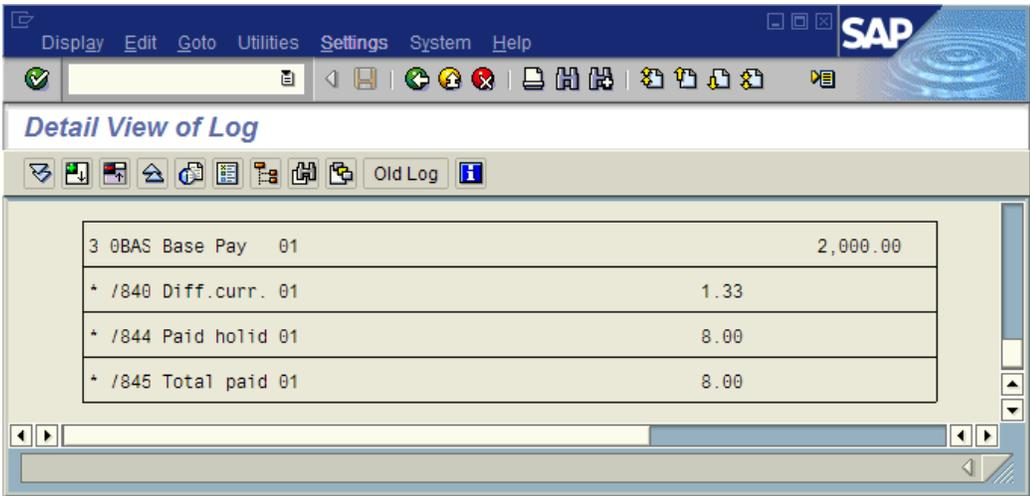 SAP
Display Edit Goto Utilities Settings System Help
Detail View of Log
Old Log
3 0BAS Base Pay 01 2,000.00
* /840 Diff.curr. 01 1.33
* /844 Paid holid 01 8.00
* /845 Total paid 01 8.00